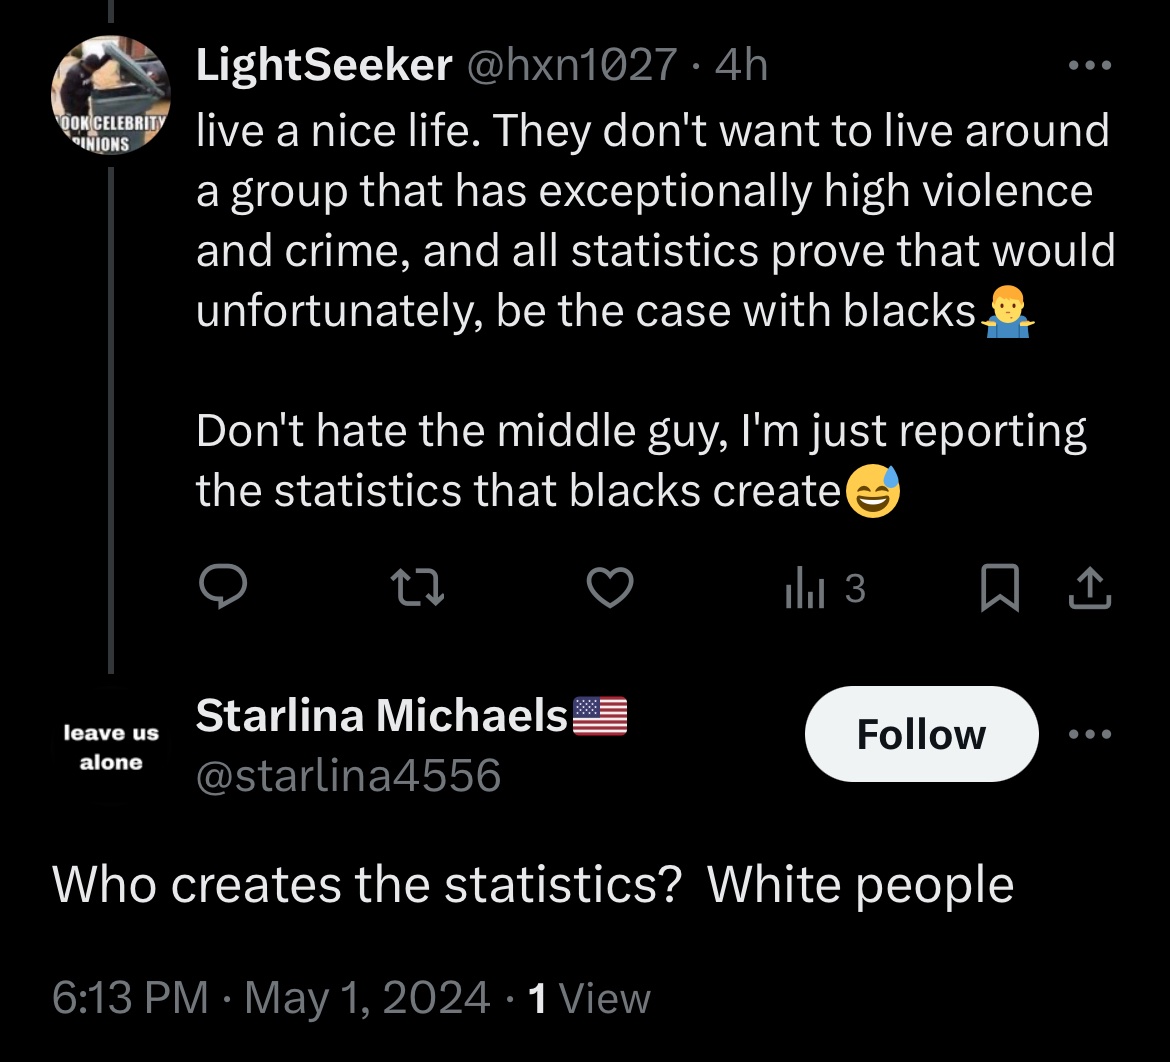 LightSeeker @hxn1027 · 4h
OOK CELEBRITY
PINIONS
live a nice life. They don't want to live around
a group that has exceptionally high violence
and crime, and all statistics prove that would
unfortunately, be the case with blacks🤷‍♂️
Don't hate the middle guy, I'm just reporting
the statistics that blacks create😅
3
Starlina Michaels🇺🇸
@starlina4556
Follow
leave us
alone
Who creates the statistics?  White people
6:13 PM · May 1, 2024 · 1 View